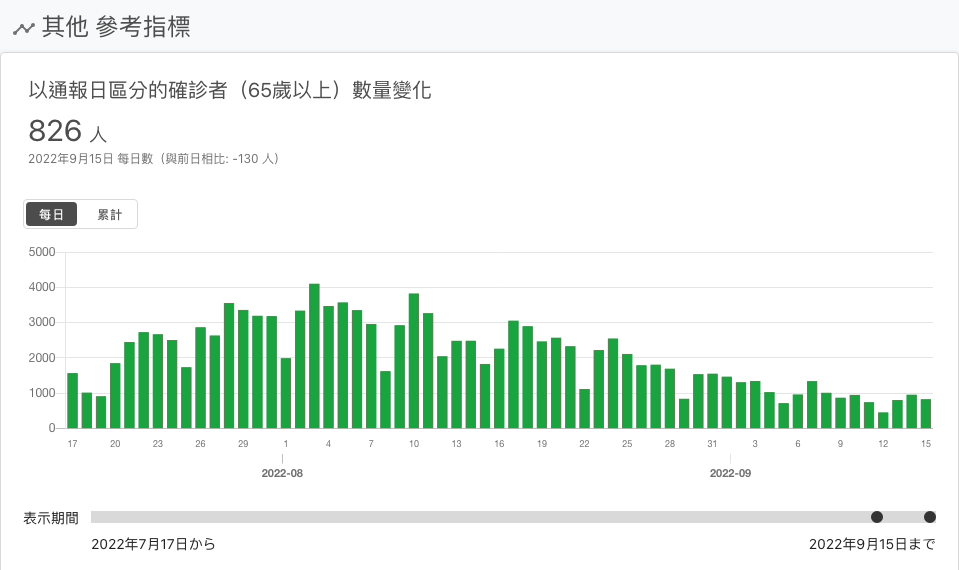 其他 參考指標
以通報日區分的確診者（65歲以上）數量變化
826 人
2022年9月15日 每日數（與前日相比: -130 人）
每日 累計
5000
4000
3000
2000
1000
0
17 20 23 26 29 1 4 7 10 13 16 19 22 25 28 31 3 6 9 12 15
2022-08 2022-09
表示期間
2022年7月17日から 2022年9月15日まで